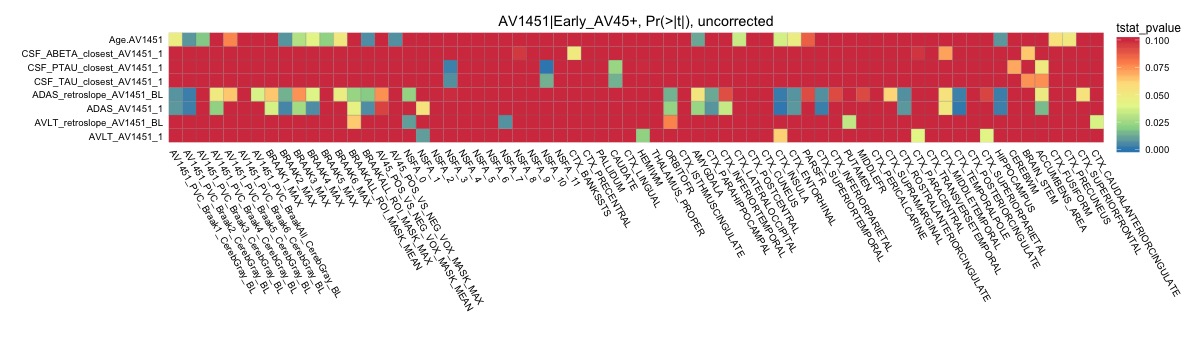 AV1451|Early_AV45+, Pr(>|t|), uncorrected
tstat_pvalue
0.100
0.075
0.050
0.025
0.000
Age.AV1451
CSF_ABETA_closest_AV1451_1
CSF_PTAU_closest_AV1451_1
CSF_TAU_closest_AV1451_1
ADAS_retroslope_AV1451_BL
ADAS_AV1451_1
AVLT_retroslope_AV1451_BL
AVLT_AV1451_1
AV1451_PVC_Braak1_CerebGray_BL
AV1451_PVC_Braak2_CerebGray_BL
AV1451_PVC_Braak3_CerebGray_BL
AV1451_PVC_Braak4_CerebGray_BL
AV1451_PVC_Braak5_CerebGray_BL
AV1451_PVC_Braak6_CerebGray_BL
AV1451_PVC_BraakAll_CerebGray_BL
BRAAK1_MAX
BRAAK2_MAX
BRAAK3_MAX
BRAAK4_MAX
BRAAK5_MAX
BRAAK6_MAX
BRAAKALL_ROI_MASK_MEAN
BRAAKALL_ROI_MASK_MAX
AV45_POS_VS_NEG_VOX_MASK_MEAN
AV45_POS_VS_NEG_VOX_MASK_MAX
NSFA_0
NSFA_1
NSFA_2
NSFA_3
NSFA_4
NSFA_5
NSFA_6
NSFA_7
NSFA_8
NSFA_9
NSFA_10
NSFA_11
CTX_BANKSSTS
CTX_PRECENTRAL
PALLIDUM
CAUDATE
CTX_LINGUAL
HEMIWM
THALAMUS_PROPER
ORBITOFR
CTX_ISTHMUSCINGULATE
AMYGDALA
CTX_PARAHIPPOCAMPAL
CTX_INFERIORTEMPORAL
CTX_LATERALOCCIPITAL
CTX_POSTCENTRAL
CTX_CUNEUS
CTX_INSULA
CTX_ENTORHINAL
PARSFR
CTX_SUPERIORTEMPORAL
CTX_INFERIORPARIETAL
PUTAMEN
MIDDLEFR
CTX_PERICALCARINE
CTX_SUPRAMARGINAL
CTX_ROSTRALANTERIORCINGULATE
CTX_PARACENTRAL
CTX_TRANSVERSETEMPORAL
CTX_MIDDLETEMPORAL
CTX_TEMPORALPOLE
CTX_POSTERIORCINGULATE
CTX_SUPERIORPARIETAL
HIPPOCAMPUS
CEREBWM
BRAIN_STEM
ACCUMBENS_AREA
CTX_FUSIFORM
CTX_PRECUNEUS
CTX_SUPERIORFRONTAL
CTX_CAUDALANTERIORCINGULATE